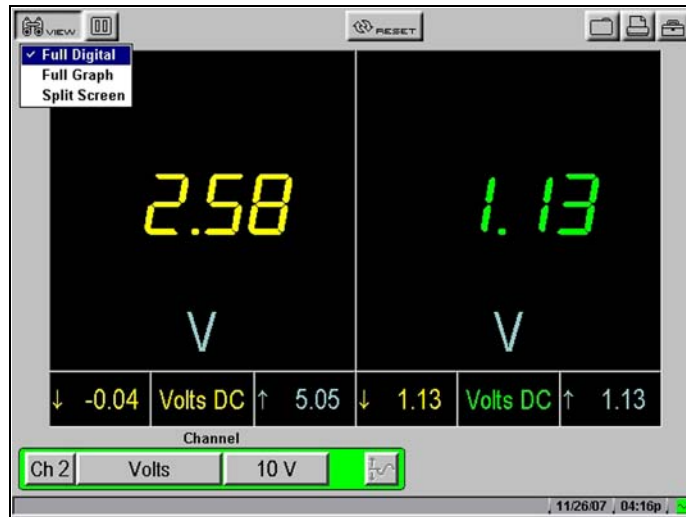 VIEW RESET
✓ Full Digital
Full Graph
Split Screen
2.58 1.13
V V
↓ -0.04 Volts DC ↑ 5.05 ↓ 1.13 Volts DC ↑ 1.13
Channel
Ch 2 Volts 10 V
11/26/07 04:16p